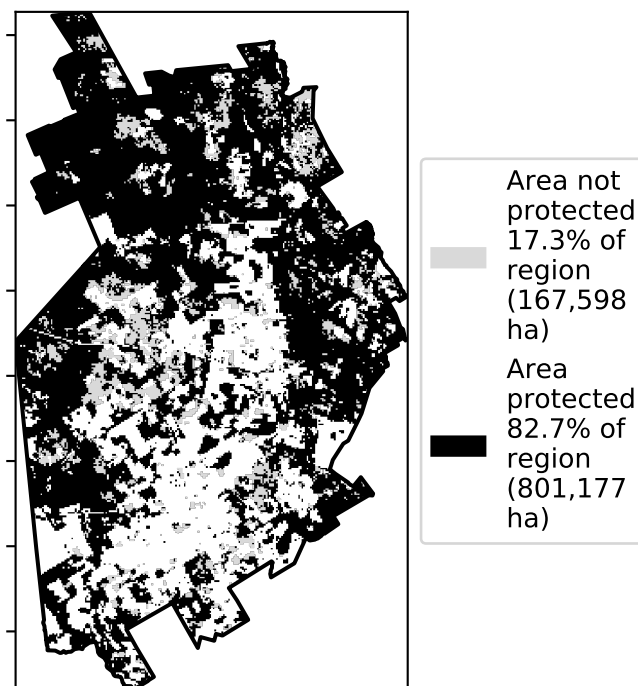 Area not
protected
17.3% of
region
(167,598
ha)
Area
protected
82.7% of
region
(801,177
ha)